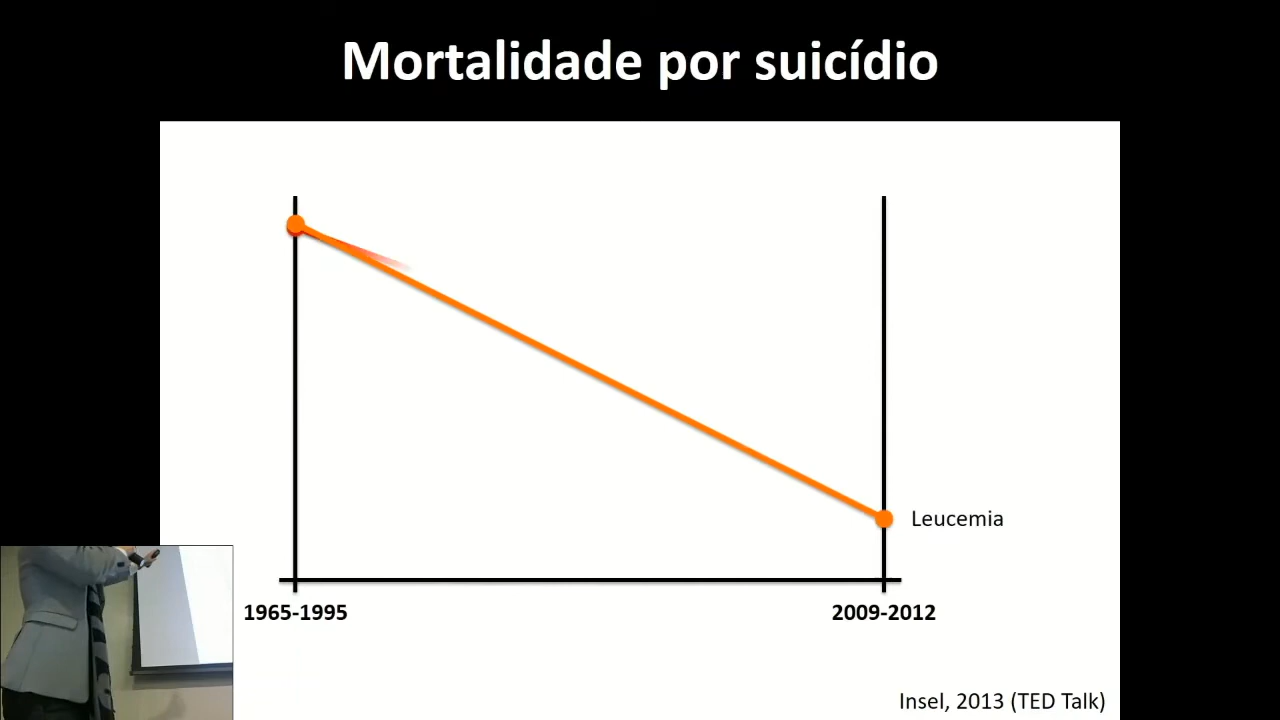 Mortalidade por suicídio
Leucemia
1965-1995
2009-2012
Insel, 2013 (TED Talk)